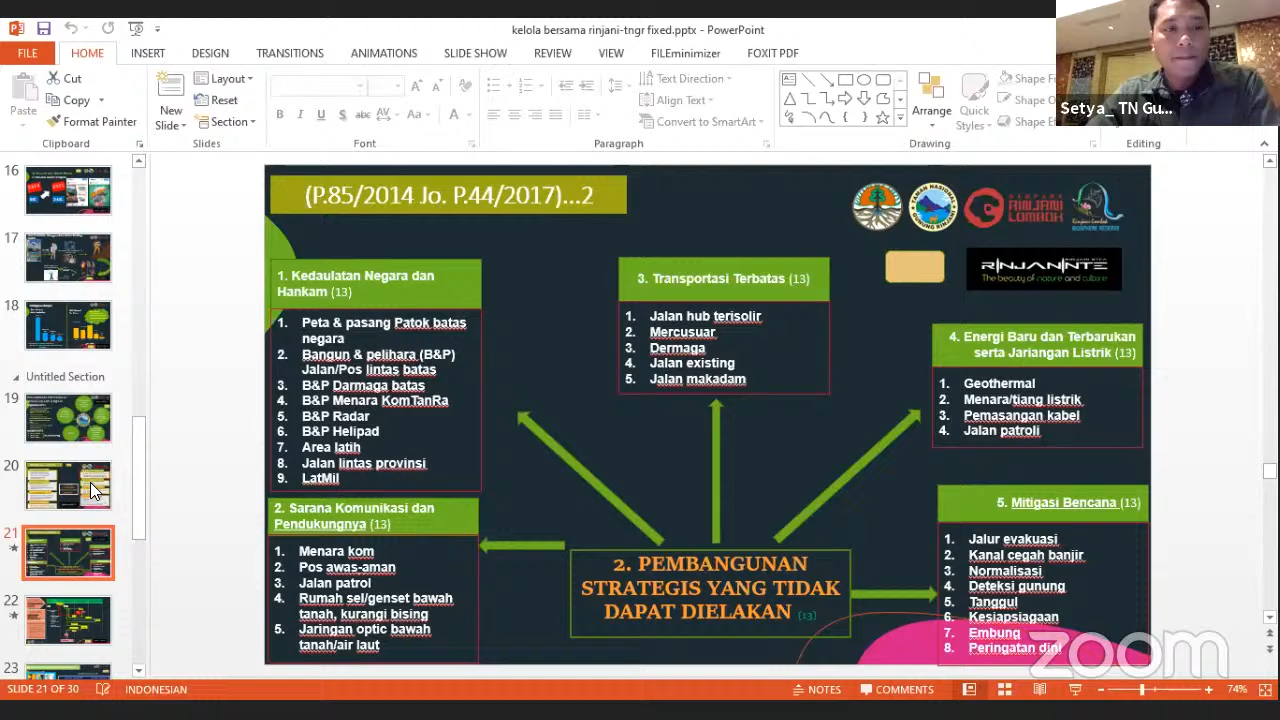 kelola bersama rinjani-tngr fixed.pptx - PowerPoint
FILE
HOME
INSERT
DESIGN
TRANSITIONS
ANIMATIONS
SLIDE SHOW
REVIEW
VIEW
FILEminimizer
FOXIT PDF
Paste
Cut
Copy
Format Painter
Clipboard
New
Slide
Layout
Reset
Section
Slides
Font
Text Direction
Align Text
Convert to SmartArt
Paragraph
Arrange
Quick
Styles
Shape
Shape
Shape
Drawing
Editing
Setya_ TN Gu...
16
17
18
Untitled Section
19
20
21
22
23
(P.85/2014 Jo. P.44/2017)...2
RINJANI
LOMBOK
The beauty of nature and culture
1. Kedaulatan Negara dan
Hankam (13)
1. Peta & pasang Patok batas
negara
2. Bangun & pelihara (B&P)
Jalan/Pos lintas batas
3. B&P Darmaga batas
4. B&P Menara KomTanRa
5. B&P Radar
6. B&P Helipad
7. Area latih
8. Jalan lintas provinsi
9. LatMil
2. Sarana Komunikasi dan
Pendukungnya (13)
1. Menara kom
2. Pos awas-aman
3. Jalan patrol
4. Rumah sel/genset bawah
tanah, kurangi bising
5. Jaringan optic bawah
tanah/air laut
3. Transportasi Terbatas (13)
1. Jalan hub terisolir
2. Mercusuar
3. Dermaga
4. Jalan existing
5. Jalan makadam
4. Energi Baru dan Terbarukan
serta Jariangan Listrik (13)
1. Geothermal
2. Menara/tiang listrik
3. Pemasangan kabel
4. Jalan patroli
5. Mitigasi Bencana (13)
1. Jalur evakuasi
2. Kanal cegah banjir
3. Normalisasi
4. Deteksi gunung
5. Tanggul
6. Kesiapsiagaan
7. Embung
8. Peringatan dini
2. PEMBANGUNAN
STRATEGIS YANG TIDAK
DAPAT DIELAKAN (13)
zoom
SLIDE 21 OF 30
INDONESIAN
NOTES
COMMENTS
74%